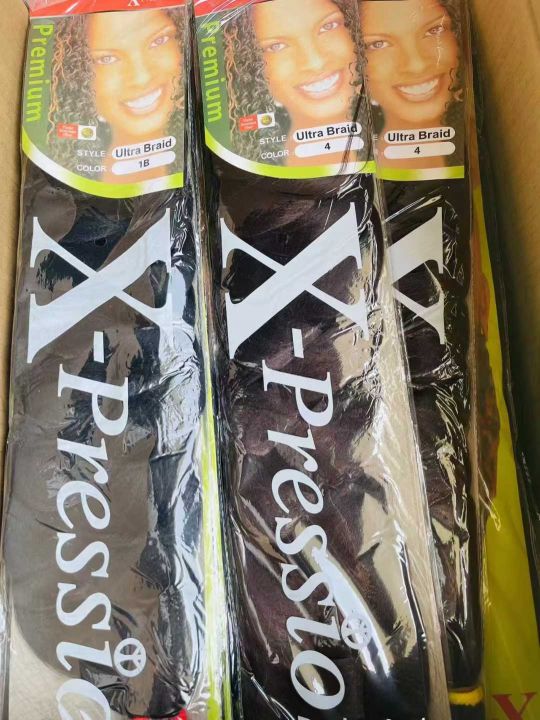 Premium
STYLE Ultra Braid
COLOR 1B
X-Pressio
Premium
STYLE Ultra Braid
COLOR 4
X-Pressio
Ultra Braid
4
X
X